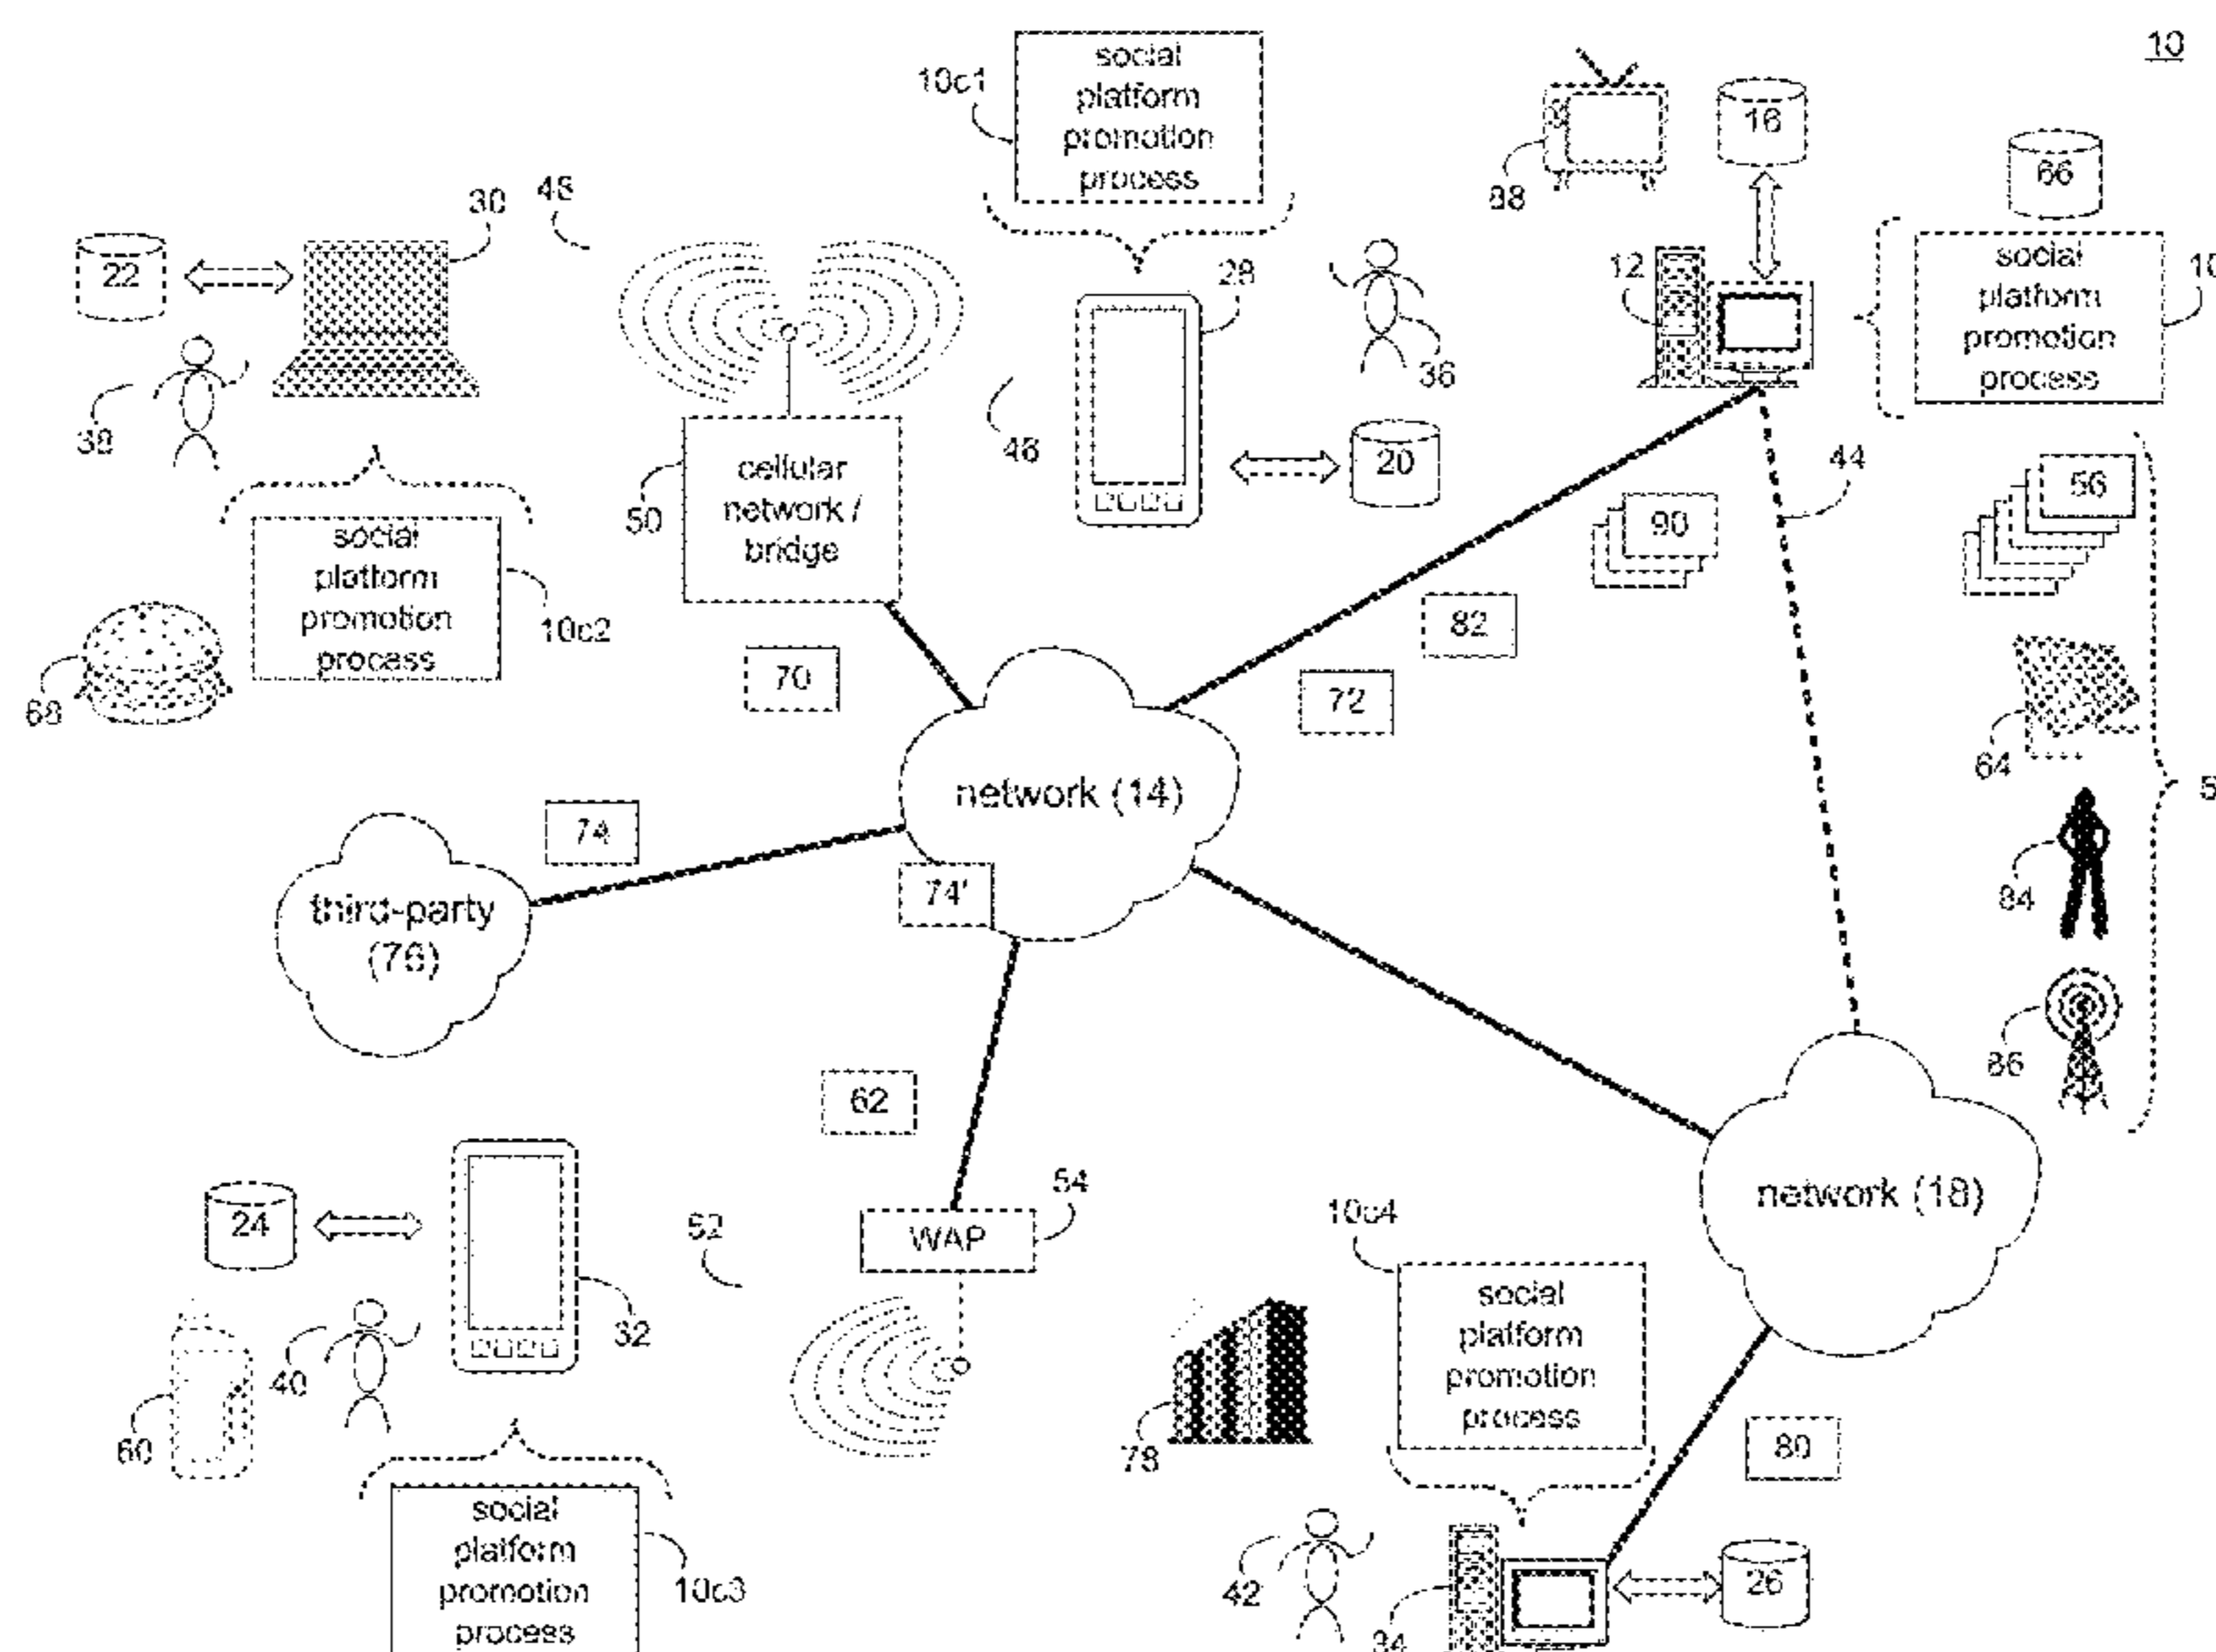 10
10c1
social
platform
promotion
process
88
16
66
social
platform
promotion
process
12
30
48
22
38
28
36
46
20
50
cellular
network /
bridge
44
56
90
social
platform
promotion
process
10c2
68
70
82
72
64
network (14)
74
74'
third-party
(76)
84
86
62
network (18)
54
WAP
52
24
32
40
60
10c4
social
platform
promotion
process
78
80
social
platform
promotion
process
10c3
42
34
26